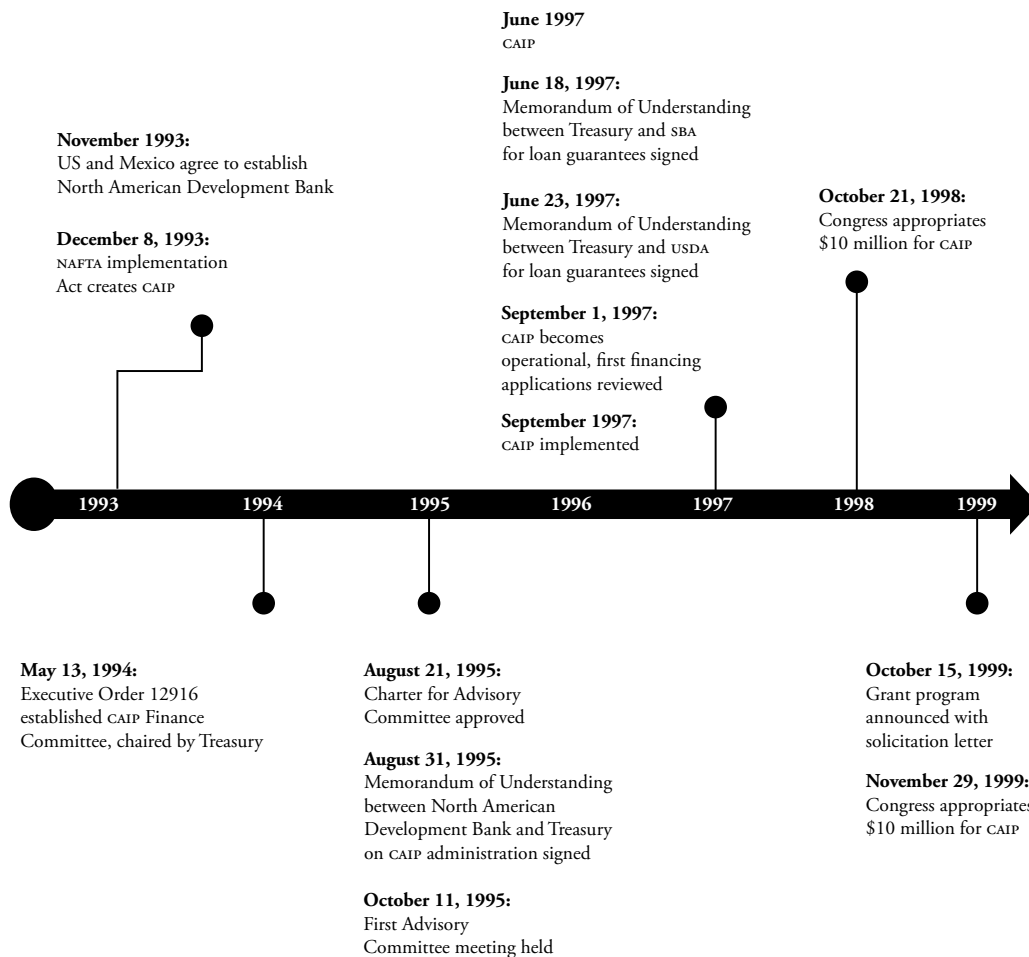 November 1993:
US and Mexico agree to establish
North American Development Bank
December 8, 1993:
NAFTA implementation
Act creates CAIP
June 1997
CAIP
June 18, 1997:
Memorandum of Understanding
between Treasury and SBA
for loan guarantees signed
June 23, 1997:
Memorandum of Understanding
between Treasury and USDA
for loan guarantees signed
September 1, 1997:
CAIP becomes
operational, first financing
applications reviewed
September 1997:
CAIP implemented
October 21, 1998:
Congress appropriates
$10 million for CAIP
1993 1994 1995 1996 1997 1998 1999
May 13, 1994:
Executive Order 12916
established CAIP Finance
Committee, chaired by Treasury
August 21, 1995:
Charter for Advisory
Committee approved
August 31, 1995:
Memorandum of Understanding
between North American
Development Bank and Treasury
on CAIP administration signed
October 11, 1995:
First Advisory
Committee meeting held
October 15, 1999:
Grant program
announced with
solicitation letter
November 29, 1999:
Congress appropriates
$10 million for CAIP